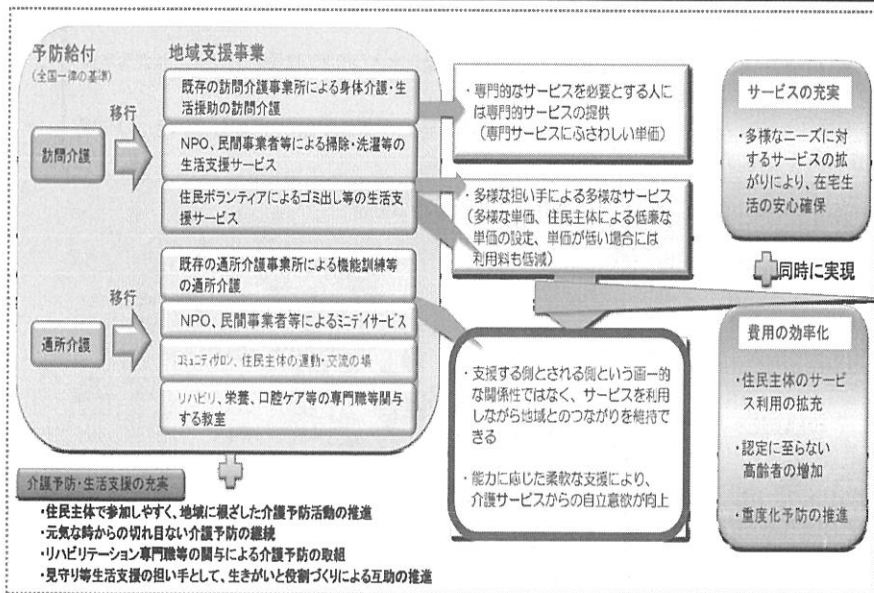 予防給付
(全国一律の基準)
地域支援事業
移行
訪問介護
既存の訪問介護事業所による身体介護・生
活援助の訪問介護
NPO、民間事業者等による掃除・洗濯等の
生活支援サービス
住民ボランティアによるゴミ出し等の生活支
援サービス
移行
通所介護
既存の通所介護事業所による機能訓練等
の通所介護
NPO、民間事業者等によるミニデイサービス
コミュニティサロン、住民主体の運動・交流の場
リハビリ、栄養、口腔ケア等の専門職等関与
する教室
介護予防・生活支援の充実
・住民主体で参加しやすく、地域に根ざした介護予防活動の推進
・元気な時からの切れ目ない介護予防の継続
・リハビリテーション専門職等の関与による介護予防の取組
・見守り等生活支援の担い手として、生きがいと役割づくりによる互助の推進
・専門的なサービスを必要とする人に
は専門的サービスの提供
(専門サービスにふさわしい単価)
・多様な担い手による多様なサービス
(多様な単価、住民主体による低廉な
単価の設定、単価が低い場合には
利用料も低減)
・支援する側とされる側という画一的
な関係性ではなく、サービスを利用
しながら地域とのつながりを維持で
きる
・能力に応じた柔軟な支援により、
介護サービスからの自立意欲が向上
サービスの充実
・多様なニーズに対
するサービスの拡
がりにより、在宅生
活の安心確保
同時に実現
費用の効率化
・住民主体のサービ
ス利用の拡充
・認定に至らない
高齢者の増加
・重度化予防の推進